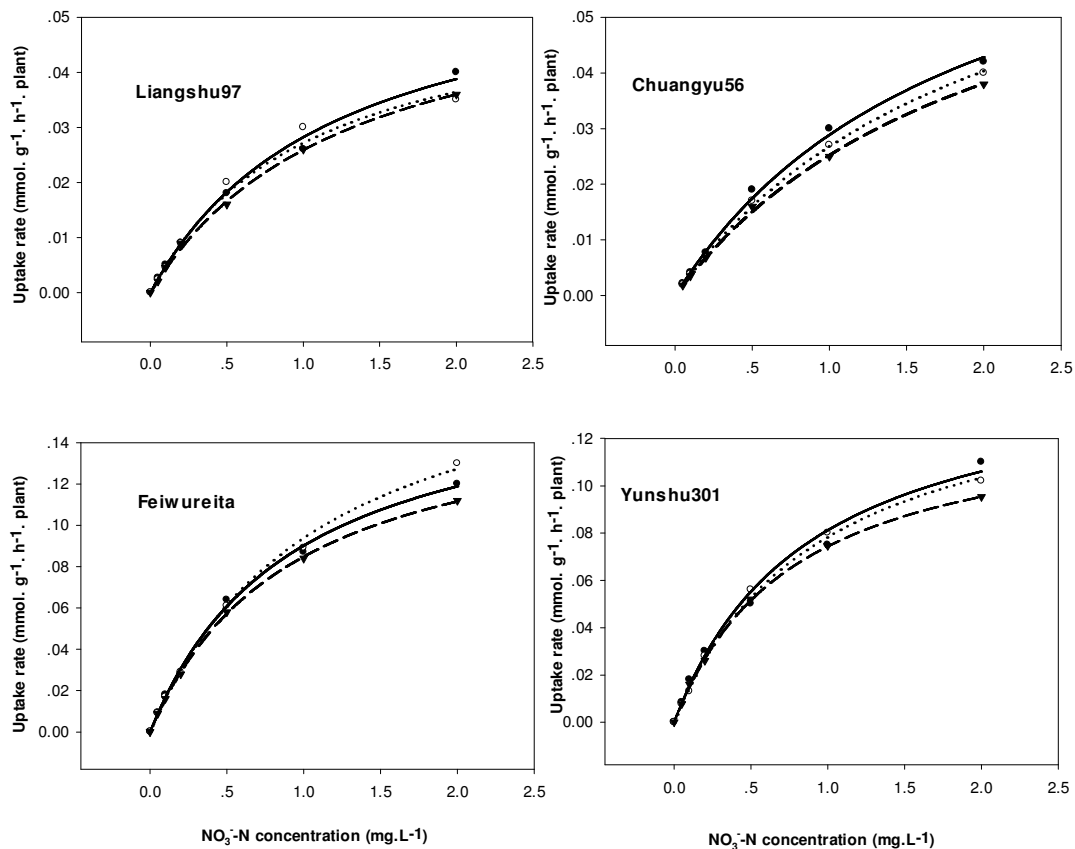 Liangshu97
Uptake rate (mmol. g-1. h-1. plant)
.05
.04
.03
.02
.01
0.00
0.0 .5 1.0 1.5 2.0 2.5
Chuangyu56
Uptake rate (mmol. g-1. h-1. plant)
.05
.04
.03
.02
.01
0.00
0.0 .5 1.0 1.5 2.0 2.5
Feiwureita
Uptake rate (mmol. g-1. h-1. plant)
.14
.12
.10
.08
.06
.04
.02
0.00
0.0 .5 1.0 1.5 2.0 2.5
NO3--N concentration (mg.L-1)
Yunshu301
Uptake rate (mmol. g-1. h-1. plant)
.12
.10
.08
.06
.04
.02
0.00
0.0 .5 1.0 1.5 2.0 2.5
NO3--N concentration (mg.L-1)